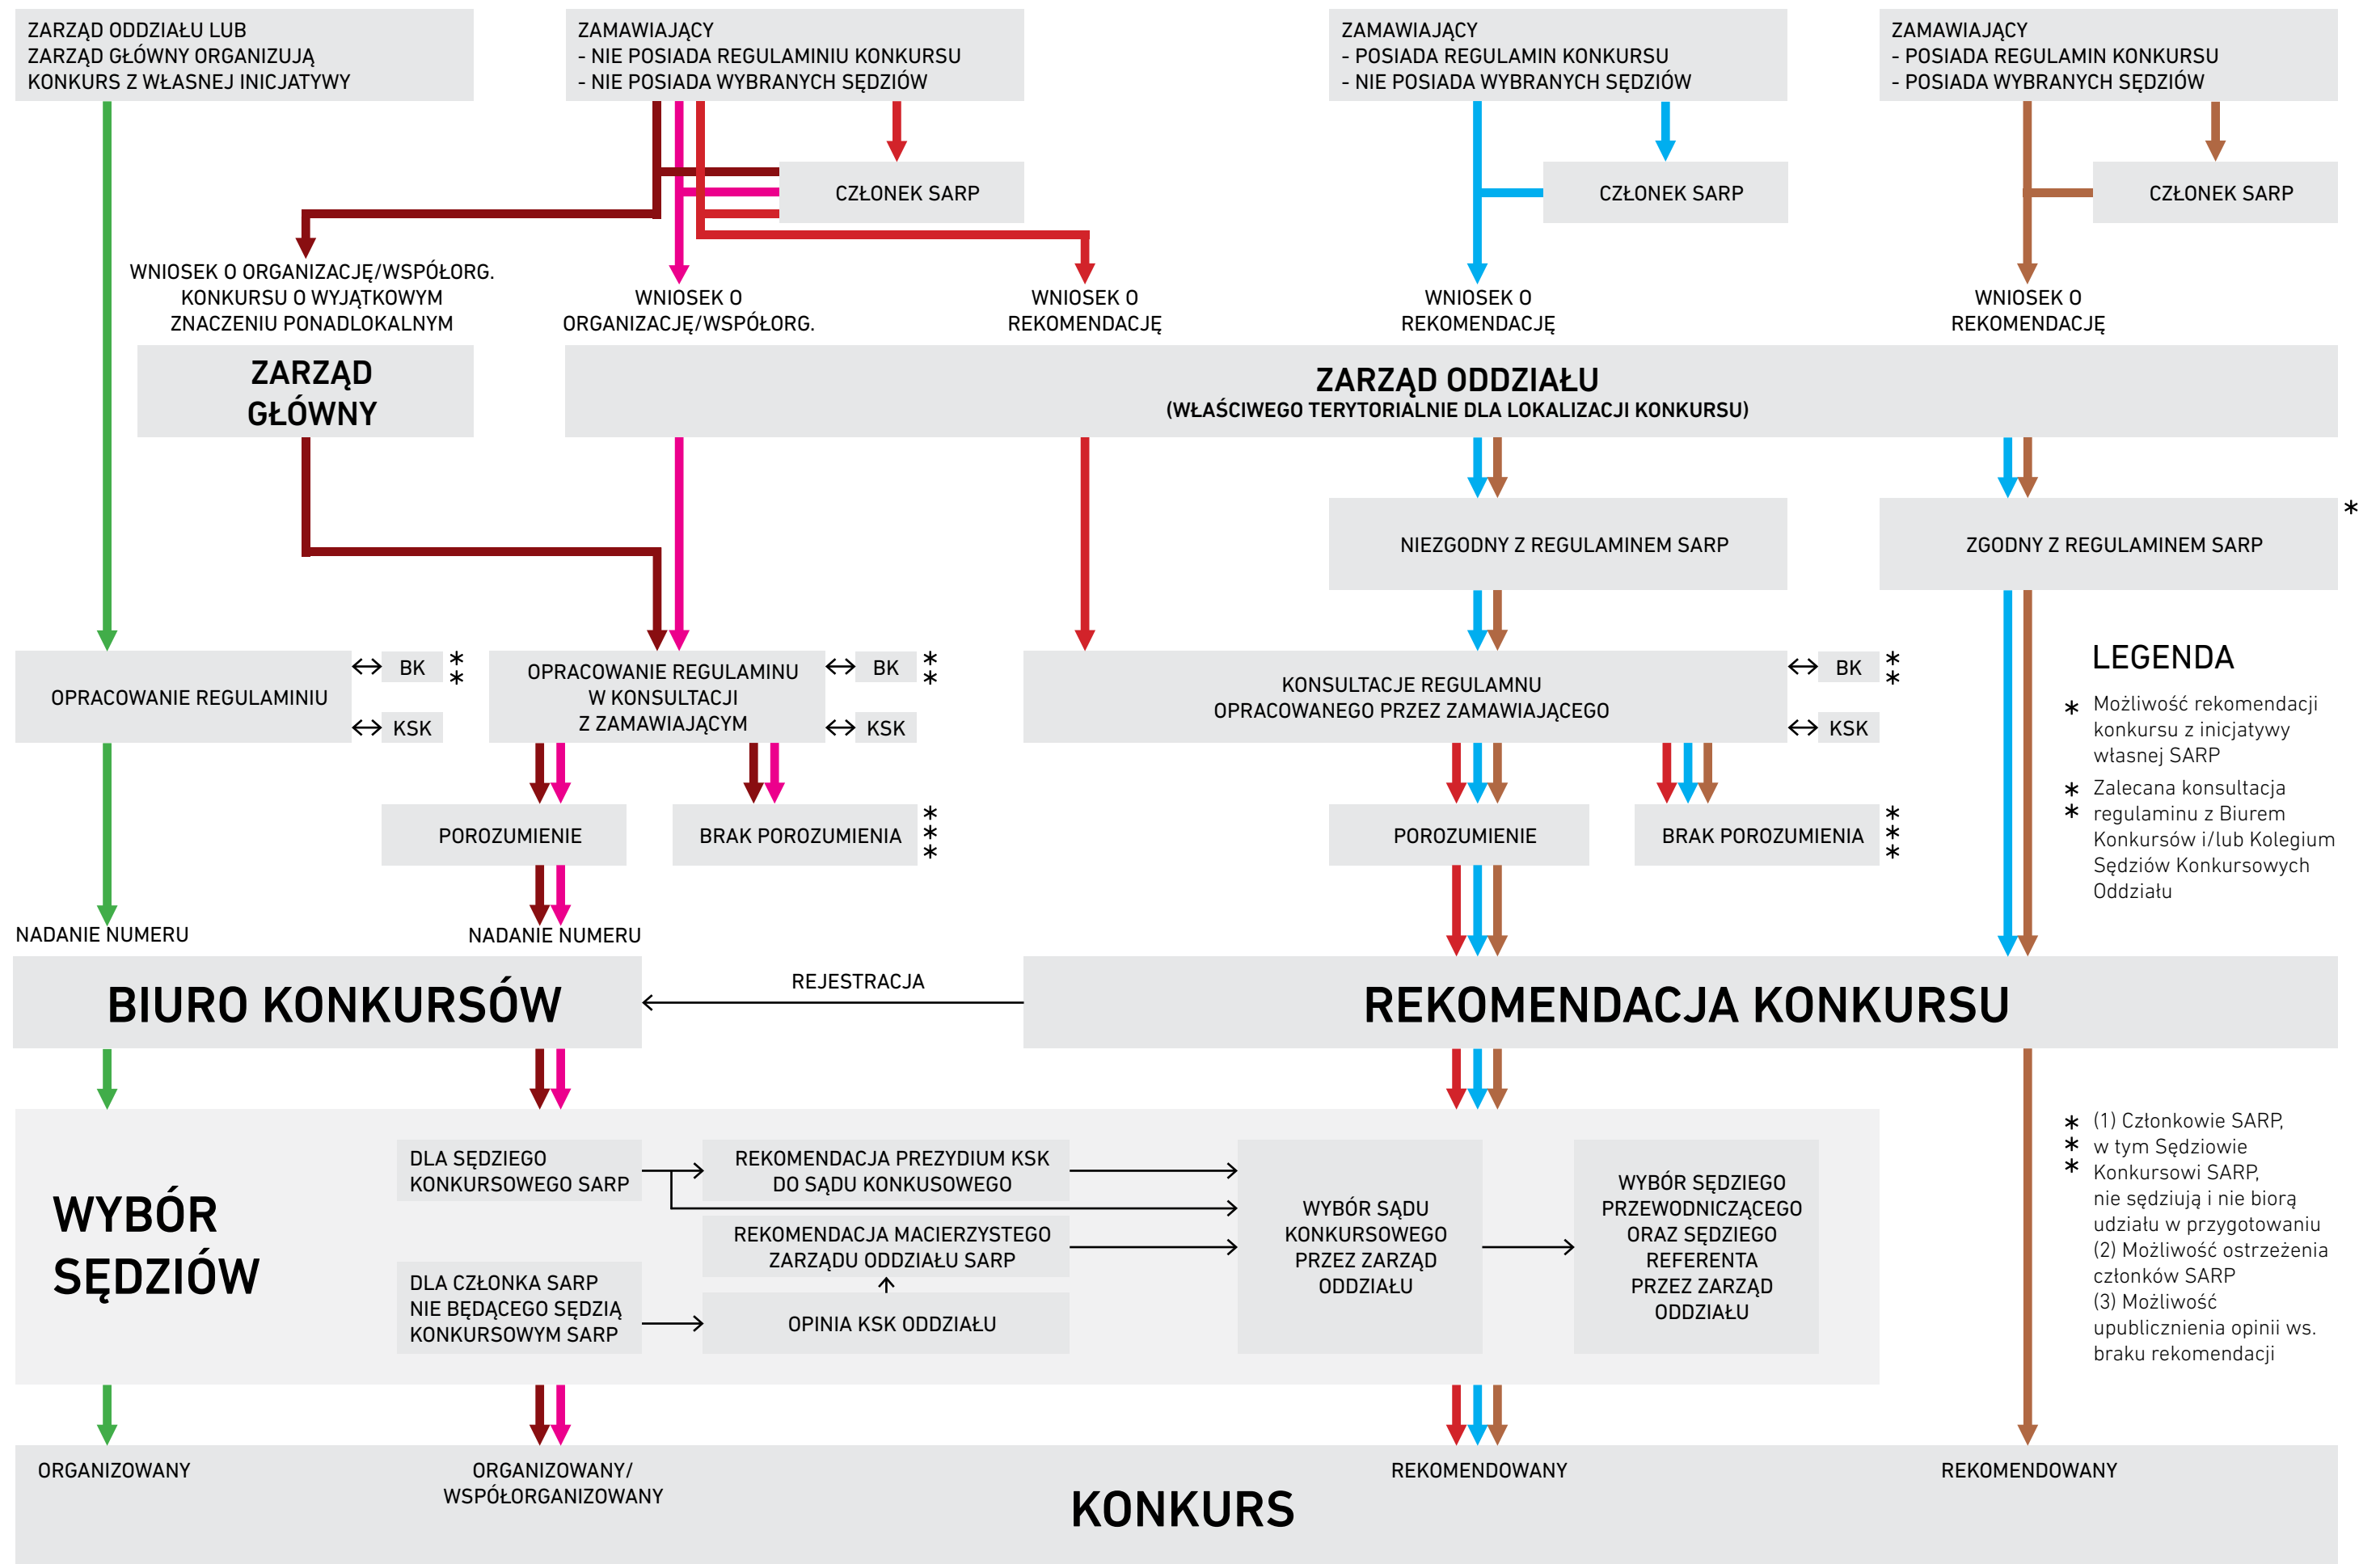 ZARZĄD ODDZIAŁU LUB
ZARZĄD GŁÓWNY ORGANIZUJĄ
KONKURS Z WŁASNEJ INICJATYWY
ZAMAWIAJĄCY
- NIE POSIADA REGULAMINIU KONKURSU
- NIE POSIADA WYBRANYCH SĘDZIÓW
ZAMAWIAJĄCY
- POSIADA REGULAMIN KONKURSU
- NIE POSIADA WYBRANYCH SĘDZIÓW
ZAMAWIAJĄCY
- POSIADA REGULAMIN KONKURSU
- POSIADA WYBRANYCH SĘDZIÓW
CZŁONEK SARP
CZŁONEK SARP
CZŁONEK SARP
WNIOSEK O ORGANIZACJĘ/WSPÓŁORG.
KONKURSU O WYJĄTKOWYM
ZNACZENIU PONADLOKALNYM
WNIOSEK O
ORGANIZACJĘ/WSPÓŁORG.
WNIOSEK O
REKOMENDACJĘ
WNIOSEK O
REKOMENDACJĘ
WNIOSEK O
REKOMENDACJĘ
ZARZĄD
GŁÓWNY
ZARZĄD ODDZIAŁU
(WŁAŚCIWEGO TERYTORIALNIE DLA LOKALIZACJI KONKURSU)
NIEZGODNY Z REGULAMINEM SARP
ZGODNY Z REGULAMINEM SARP
*
OPRACOWANIE REGULAMINIU
BK
*
*
KSK
OPRACOWANIE REGULAMINU
W KONSULTACJI
Z ZAMAWIAJĄCYM
BK
*
*
KSK
KONSULTACJE REGULAMNU
OPRACOWANEGO PRZEZ ZAMAWIAJĄCEGO
BK
*
*
KSK
LEGENDA
* Możliwość rekomendacji
konkursu z inicjatywy
własnej SARP
* Zalecana konsultacja
* regulaminu z Biurem
Konkursów i/lub Kolegium
Sędziów Konkursowych
Oddziału
POROZUMIENIE
BRAK POROZUMIENIA
*
*
*
POROZUMIENIE
BRAK POROZUMIENIA
*
*
*
NADANIE NUMERU
NADANIE NUMERU
BIURO KONKURSÓW
REJESTRACJA
REKOMENDACJA KONKURSU
WYBÓR
SĘDZIÓW
DLA SĘDZIEGO
KONKURSOWEGO SARP
REKOMENDACJA PREZYDIUM KSK
DO SĄDU KONKUSOWEGO
REKOMENDACJA MACIERZYSTEGO
ZARZĄDU ODDZIAŁU SARP
DLA CZŁONKA SARP
NIE BĘDĄCEGO SĘDZIĄ
KONKURSOWYM SARP
OPINIA KSK ODDZIAŁU
WYBÓR SĄDU
KONKURSOWEGO
PRZEZ ZARZĄD
ODDZIAŁU
WYBÓR SĘDZIEGO
PRZEWODNICZĄCEGO
ORAZ SĘDZIEGO
REFERENTA
PRZEZ ZARZĄD
ODDZIAŁU
* (1) Członkowie SARP,
* w tym Sędziowie
* Konkursowi SARP,
nie sędziują i nie biorą
udziału w przygotowaniu
(2) Możliwość ostrzeżenia
członków SARP
(3) Możliwość
upublicznienia opinii ws.
braku rekomendacji
ORGANIZOWANY
ORGANIZOWANY/
WSPÓŁORGANIZOWANY
REKOMENDOWANY
REKOMENDOWANY
KONKURS